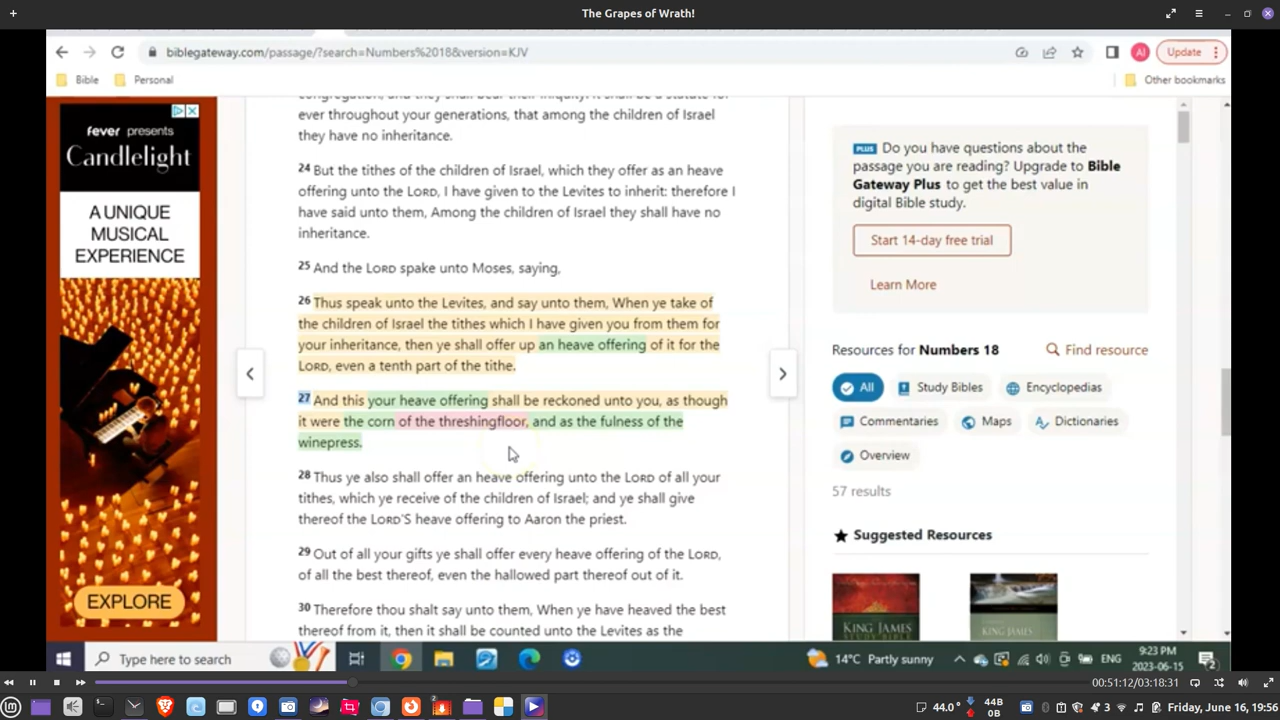 The Grapes of Wrath!
biblegateway.com/passage/?search=Numbers%2018&version=KJV
AI
Update
Bible
Personal
Other bookmarks
fever presents
Candlelight
A UNIQUE
MUSICAL
EXPERIENCE
EXPLORE
congregation, and they shall bear their iniquity: it shall be a statute for
ever throughout your generations, that among the children of Israel
they have no inheritance.
24 But the tithes of the children of Israel, which they offer as an heave
offering unto the LORD, I have given to the Levites to inherit: therefore I
have said unto them, Among the children of Israel they shall have no
inheritance.
25 And the LORD spake unto Moses, saying,
26 Thus speak unto the Levites, and say unto them, When ye take of
the children of Israel the tithes which I have given you from them for
your inheritance, then ye shall offer up an heave offering of it for the
LORD, even a tenth part of the tithe.
27 And this your heave offering shall be reckoned unto you, as though
it were the corn of the threshingfloor, and as the fulness of the
winepress.
28 Thus ye also shall offer an heave offering unto the LORD of all your
tithes, which ye receive of the children of Israel; and ye shall give
thereof the LORD'S heave offering to Aaron the priest.
29 Out of all your gifts ye shall offer every heave offering of the LORD,
of all the best thereof, even the hallowed part thereof out of it.
30 Therefore thou shalt say unto them, When ye have heaved the best
thereof from it, then it shall be counted unto the Levites as the
PLUS Do you have questions about the
passage you are reading? Upgrade to Bible
Gateway Plus to get the best value in
digital Bible study.
Start 14-day free trial
Learn More
Resources for Numbers 18
Find resource
All
Study Bibles
Encyclopedias
Commentaries
Maps
Dictionaries
Overview
57 results
Suggested Resources
KING JAMES
Type here to search
14°C Partly sunny
ENG
9:23 PM
2023-06-15
2
00:51:12/03:18:31
44.0°
44B
0B
3
Friday, June 16, 19:56